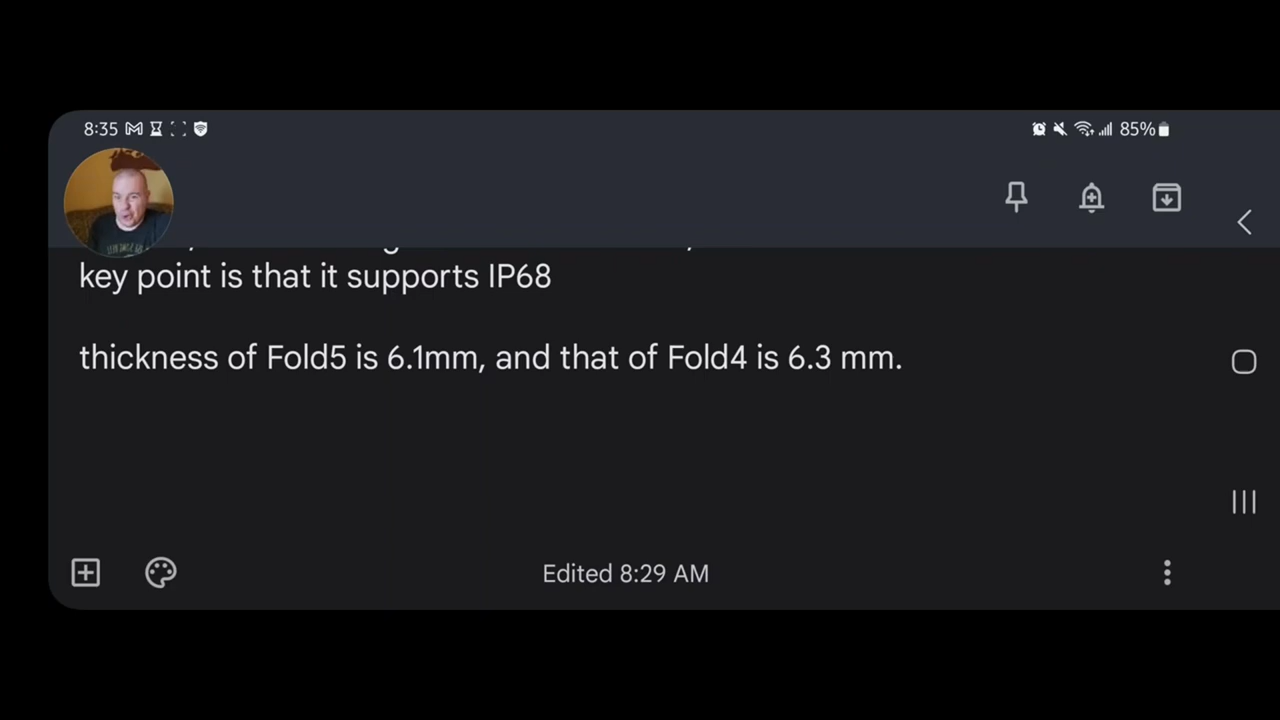 8:35
85%
key point is that it supports IP68
thickness of Fold5 is 6.1mm, and that of Fold4 is 6.3 mm.
Edited 8:29 AM